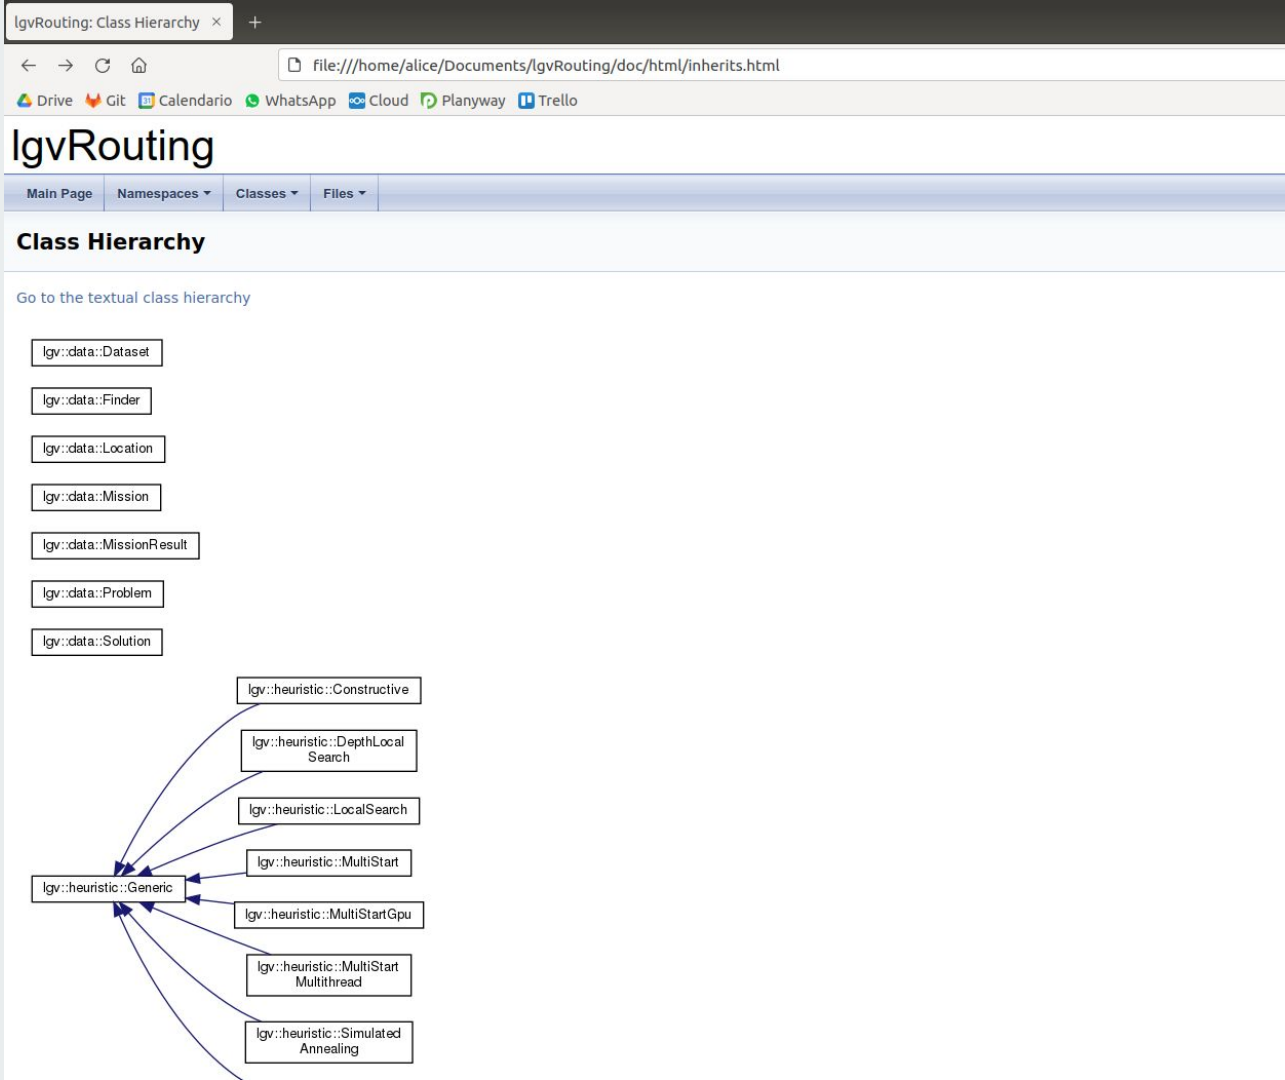 lgvRouting: Class Hierarchy × +
file:///home/alice/Documents/lgvRouting/doc/html/inherits.html
Drive Git 31 Calendario WhatsApp Cloud Planyway Trello
lgvRouting
Main Page Namespaces Classes Files
Class Hierarchy
Go to the textual class hierarchy
lgv::data::Dataset
lgv::data::Finder
lgv::data::Location
lgv::data::Mission
lgv::data::MissionResult
lgv::data::Problem
lgv::data::Solution
lgv::heuristic::Constructive
lgv::heuristic::DepthLocal
Search
lgv::heuristic::LocalSearch
lgv::heuristic::MultiStart
lgv::heuristic::Generic
lgv::heuristic::MultiStartGpu
lgv::heuristic::MultiStart
Multithread
lgv::heuristic::Simulated
Annealing